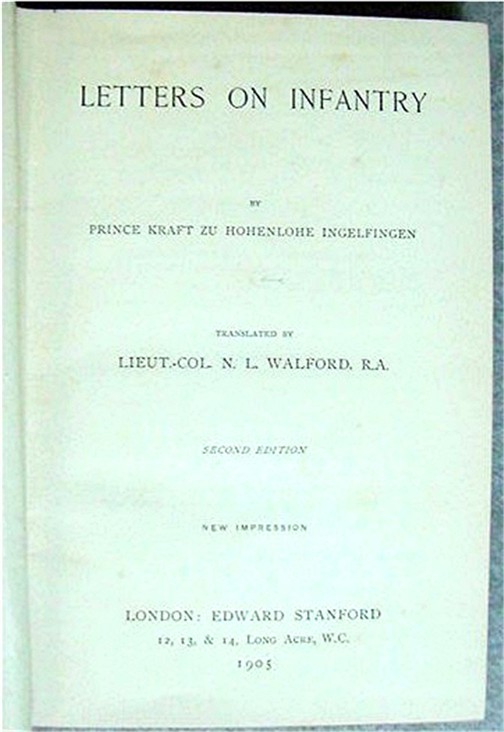 LETTERS ON INFANTRY
BY
PRINCE KRAFT ZU HOHENLOHE INGELFINGEN
TRANSLATED BY
LIEUT.-COL. N. L. WALFORD, R.A.
SECOND EDITION
NEW IMPRESSION
LONDON: EDWARD STANFORD
12, 13, & 14, LONG ACRE, W.C.
1905